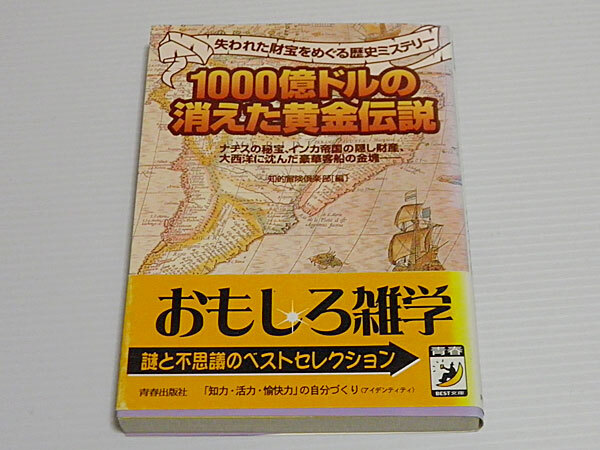 失われた財宝をめぐる歴史ミステリー
1000億ドルの
消えた黄金伝説
ナチスの秘宝、インカ帝国の隠し財産、
大西洋に沈んだ豪華客船の金塊――
知的冒険倶楽部[編]
おもしろ雑学
謎と不思議のベストセレクション
青春
BEST文庫
青春出版社
「知力・活力・愉快力」の自分づくり(アイデンティティ)